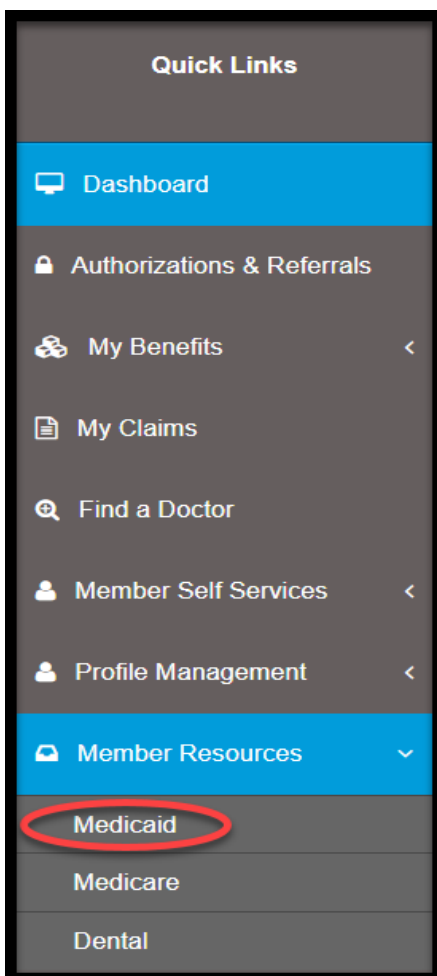 Quick Links
Dashboard
Authorizations & Referrals
My Benefits
My Claims
Find a Doctor
Member Self Services
Profile Management
Member Resources
Medicaid
Medicare
Dental